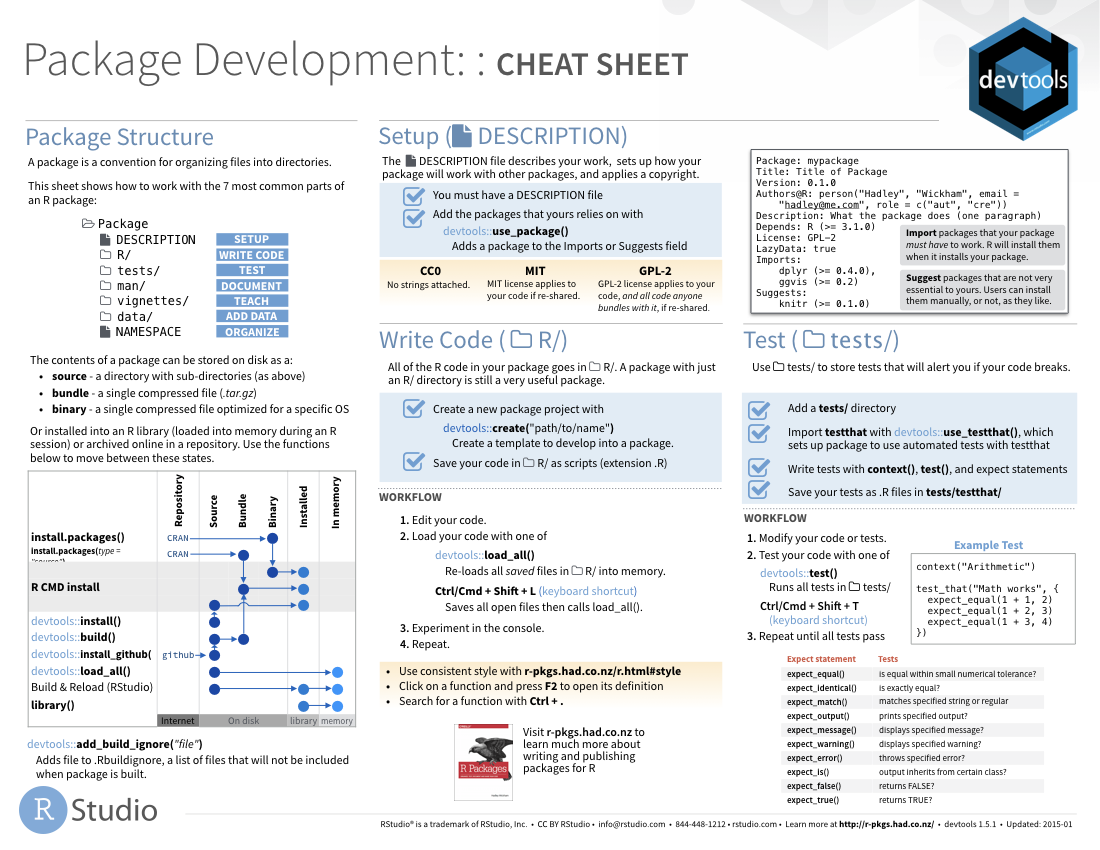 Package Development: : CHEAT SHEET
devtools
Package Structure
A package is a convention for organizing files into directories.
This sheet shows how to work with the 7 most common parts of
an R package:
Package
DESCRIPTION SETUP
R/ WRITE CODE
tests/ TEST
man/ DOCUMENT
vignettes/ TEACH
data/ ADD DATA
NAMESPACE ORGANIZE
The contents of a package can be stored on disk as a:
• source - a directory with sub-directories (as above)
• bundle - a single compressed file (.tar.gz)
• binary - a single compressed file optimized for a specific OS
Or installed into an R library (loaded into memory during an R
session) or archived online in a repository. Use the functions
below to move between these states.
Repository
Source
Bundle
Binary
Installed
In memory
install.packages() CRAN
install.packages(type = CRAN
"source")
R CMD install
devtools::install()
devtools::build()
devtools::install_github( github
devtools::load_all()
Build & Reload (RStudio)
library()
Internet On disk library memory
devtools::add_build_ignore("file")
Adds file to .Rbuildignore, a list of files that will not be included
when package is built.
R Studio
Setup ( DESCRIPTION)
The DESCRIPTION file describes your work, sets up how your
package will work with other packages, and applies a copyright.
You must have a DESCRIPTION file
Add the packages that yours relies on with
devtools::use_package()
Adds a package to the Imports or Suggests field
CC0
No strings attached.
MIT
MIT license applies to
your code if re-shared.
GPL-2
GPL-2 license applies to your
code, and all code anyone
bundles with it, if re-shared.
Package: mypackage
Title: Title of Package
Version: 0.1.0
Authors@R: person("Hadley", "Wickham", email =
"hadley@me.com", role = c("aut", "cre"))
Description: What the package does (one paragraph)
Depends: R (>= 3.1.0)
License: GPL-2
LazyData: true
Imports:
dplyr (>= 0.4.0),
ggvis (>= 0.2)
Suggests:
knitr (>= 0.1.0)
Import packages that your package
must have to work. R will install them
when it installs your package.
Suggest packages that are not very
essential to yours. Users can install
them manually, or not, as they like.
Write Code ( R/)
All of the R code in your package goes in R/. A package with just
an R/ directory is still a very useful package.
Create a new package project with
devtools::create("path/to/name")
Create a template to develop into a package.
Save your code in R/ as scripts (extension .R)
WORKFLOW
1. Edit your code.
2. Load your code with one of
devtools::load_all()
Re-loads all saved files in R/ into memory.
Ctrl/Cmd + Shift + L (keyboard shortcut)
Saves all open files then calls load_all().
3. Experiment in the console.
4. Repeat.
• Use consistent style with r-pkgs.had.co.nz/r.html#style
• Click on a function and press F2 to open its definition
• Search for a function with Ctrl + .
R Packages
Visit r-pkgs.had.co.nz to
learn much more about
writing and publishing
packages for R
Test ( tests/)
Use tests/ to store tests that will alert you if your code breaks.
Add a tests/ directory
Import testthat with devtools::use_testthat(), which
sets up package to use automated tests with testthat
Write tests with context(), test(), and expect statements
Save your tests as .R files in tests/testthat/
WORKFLOW
1. Modify your code or tests.
2. Test your code with one of
devtools::test()
Runs all tests in tests/
Ctrl/Cmd + Shift + T
(keyboard shortcut)
3. Repeat until all tests pass
Example Test
context("Arithmetic")
test_that("Math works", {
expect_equal(1 + 1, 2)
expect_equal(1 + 2, 3)
expect_equal(1 + 3, 4)
})
Expect statement Tests
expect_equal() is equal within small numerical tolerance?
expect_identical() is exactly equal?
expect_match() matches specified string or regular
expect_output() prints specified output?
expect_message() displays specified message?
expect_warning() displays specified warning?
expect_error() throws specified error?
expect_is() output inherits from certain class?
expect_false() returns FALSE?
expect_true() returns TRUE?
RStudio® is a trademark of RStudio, Inc. • CC BY RStudio • info@rstudio.com • 844-448-1212 • rstudio.com • Learn more at http://r-pkgs.had.co.nz/ • devtools 1.5.1 • Updated: 2015-01